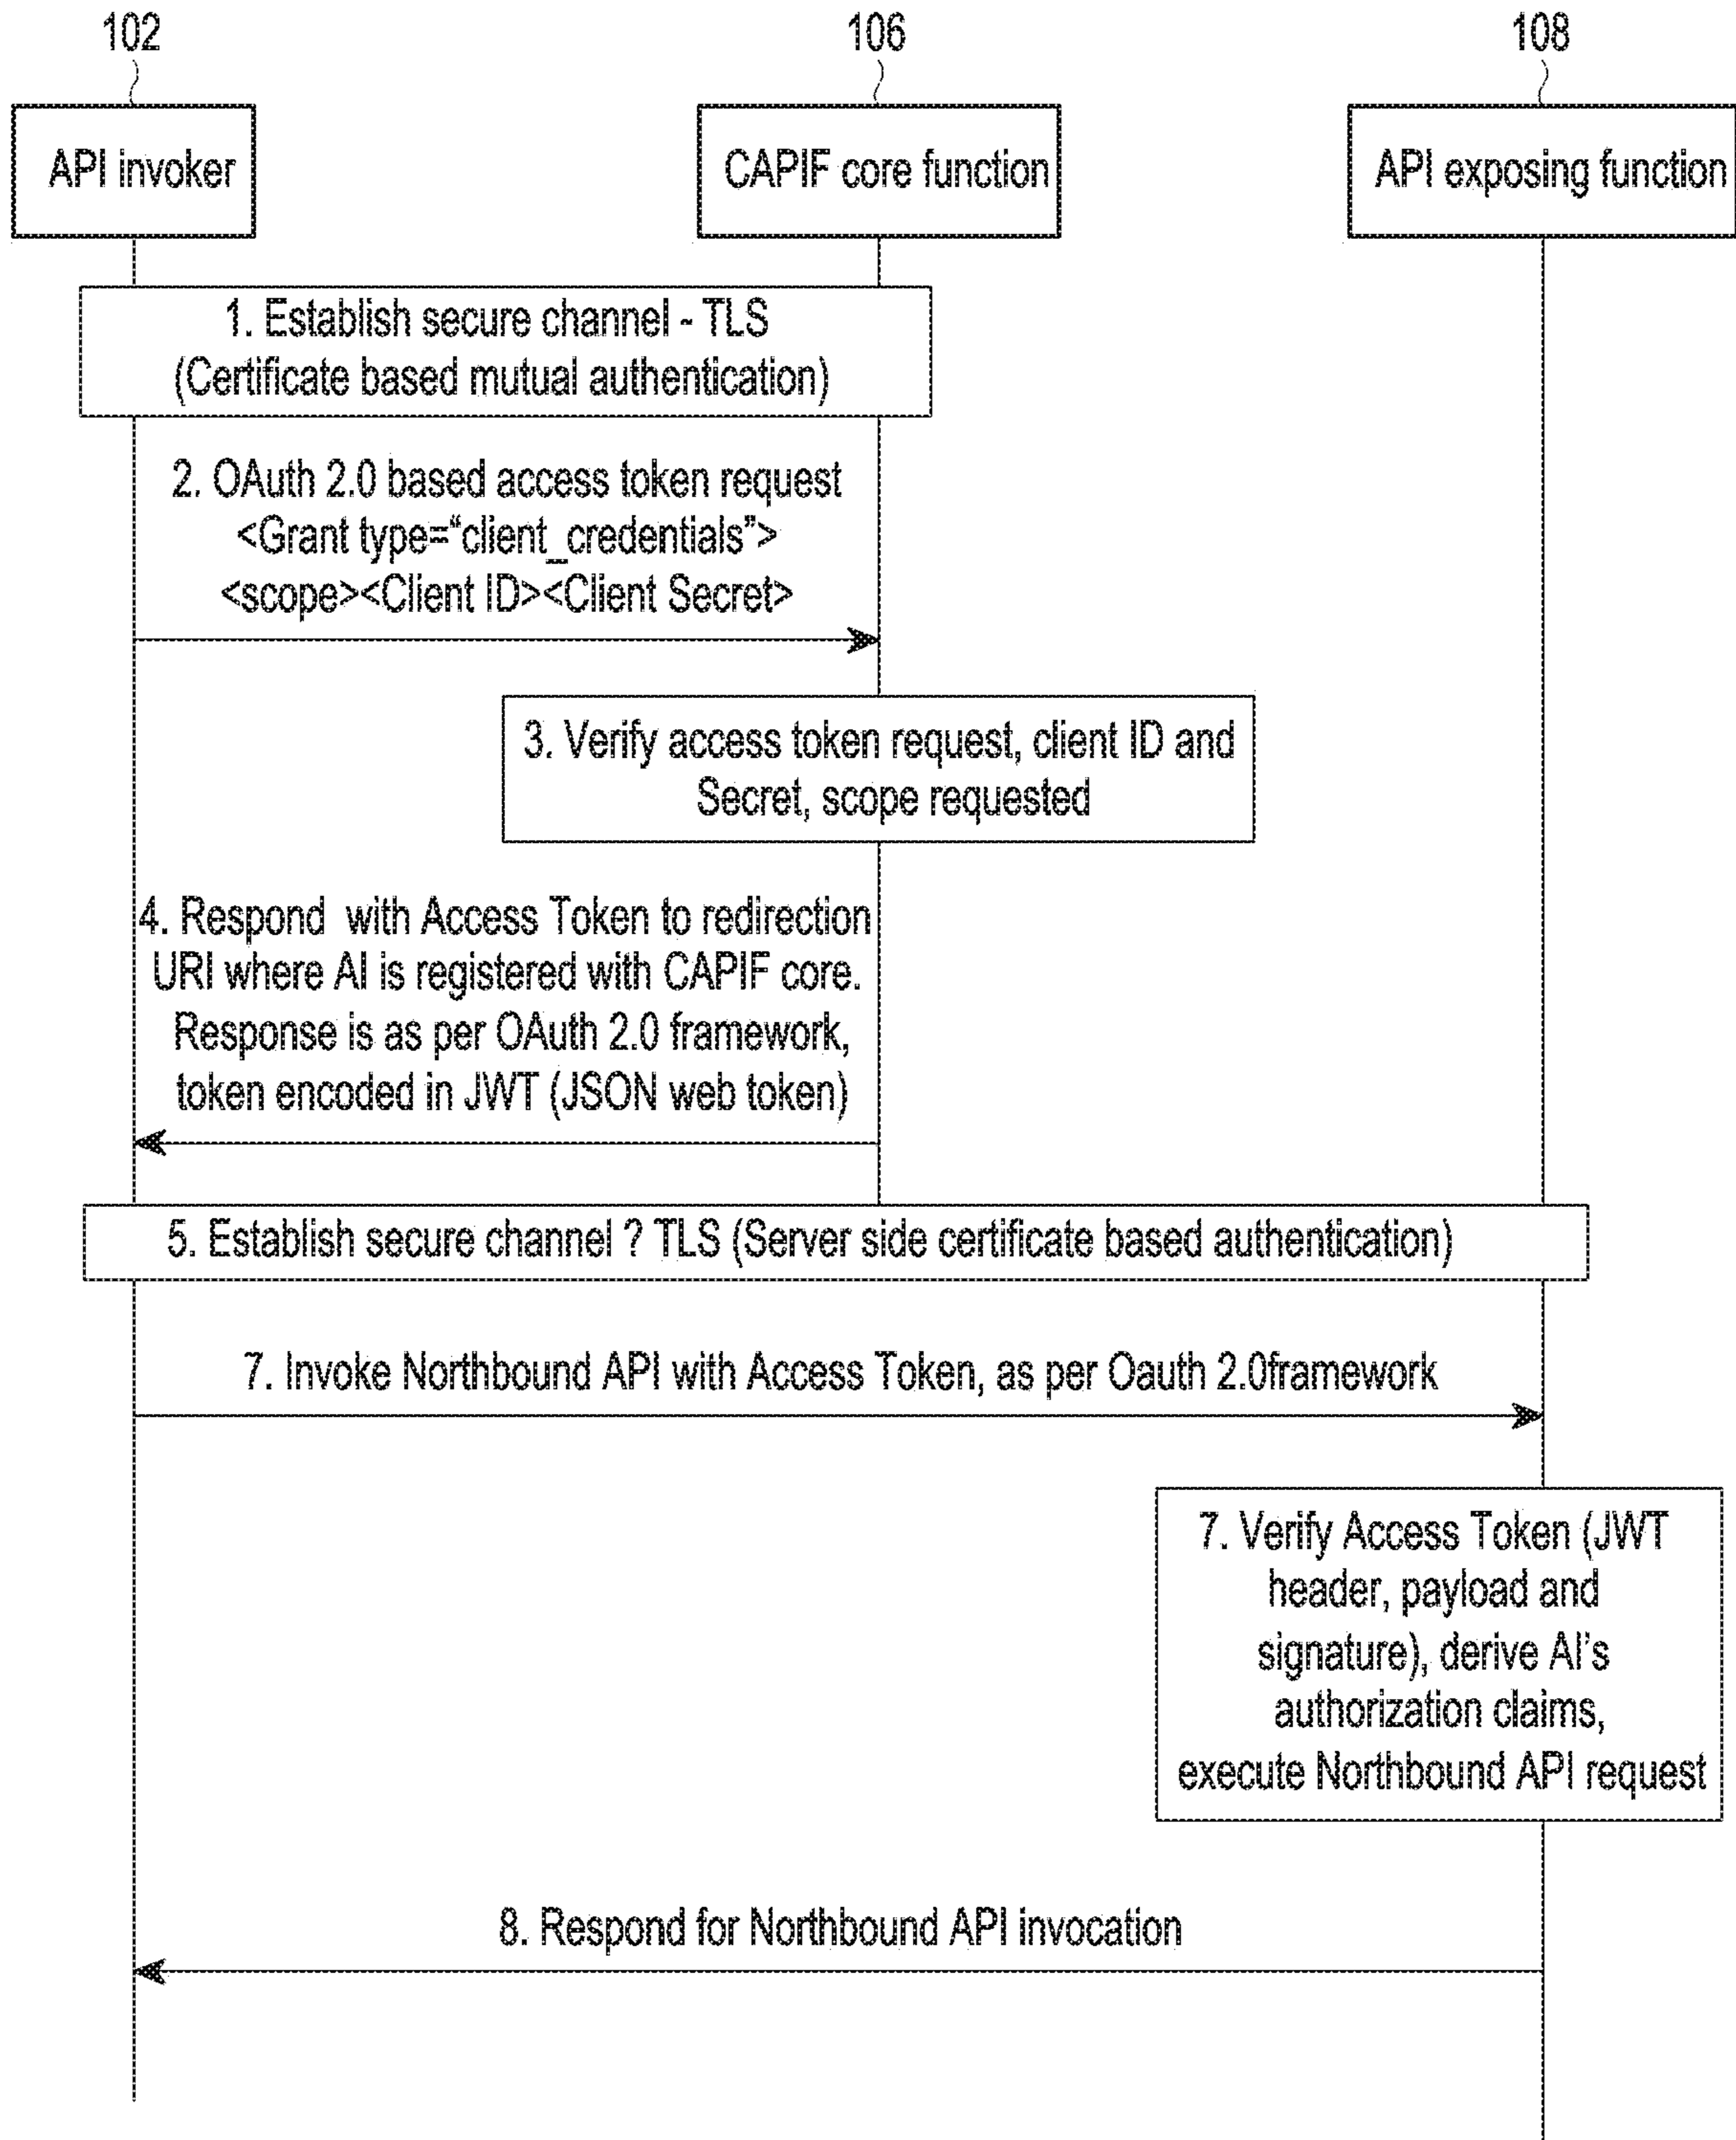 102
106
108
API invoker
CAPIF core function
API exposing function
1. Establish secure channel - TLS
(Certificate based mutual authentication)
2. OAuth 2.0 based access token request
<Grant type=“client_credentials”>
<scope><Client ID><Client Secret>
3. Verify access token request, client ID and
Secret, scope requested
4. Respond with Access Token to redirection
URI where AI is registered with CAPIF core.
Response is as per OAuth 2.0 framework,
token encoded in JWT (JSON web token)
5. Establish secure channel ? TLS (Server side certificate based authentication)
7. Invoke Northbound API with Access Token, as per Oauth 2.0framework
7. Verify Access Token (JWT
header, payload and
signature), derive AI’s
authorization claims,
execute Northbound API request
8. Respond for Northbound API invocation